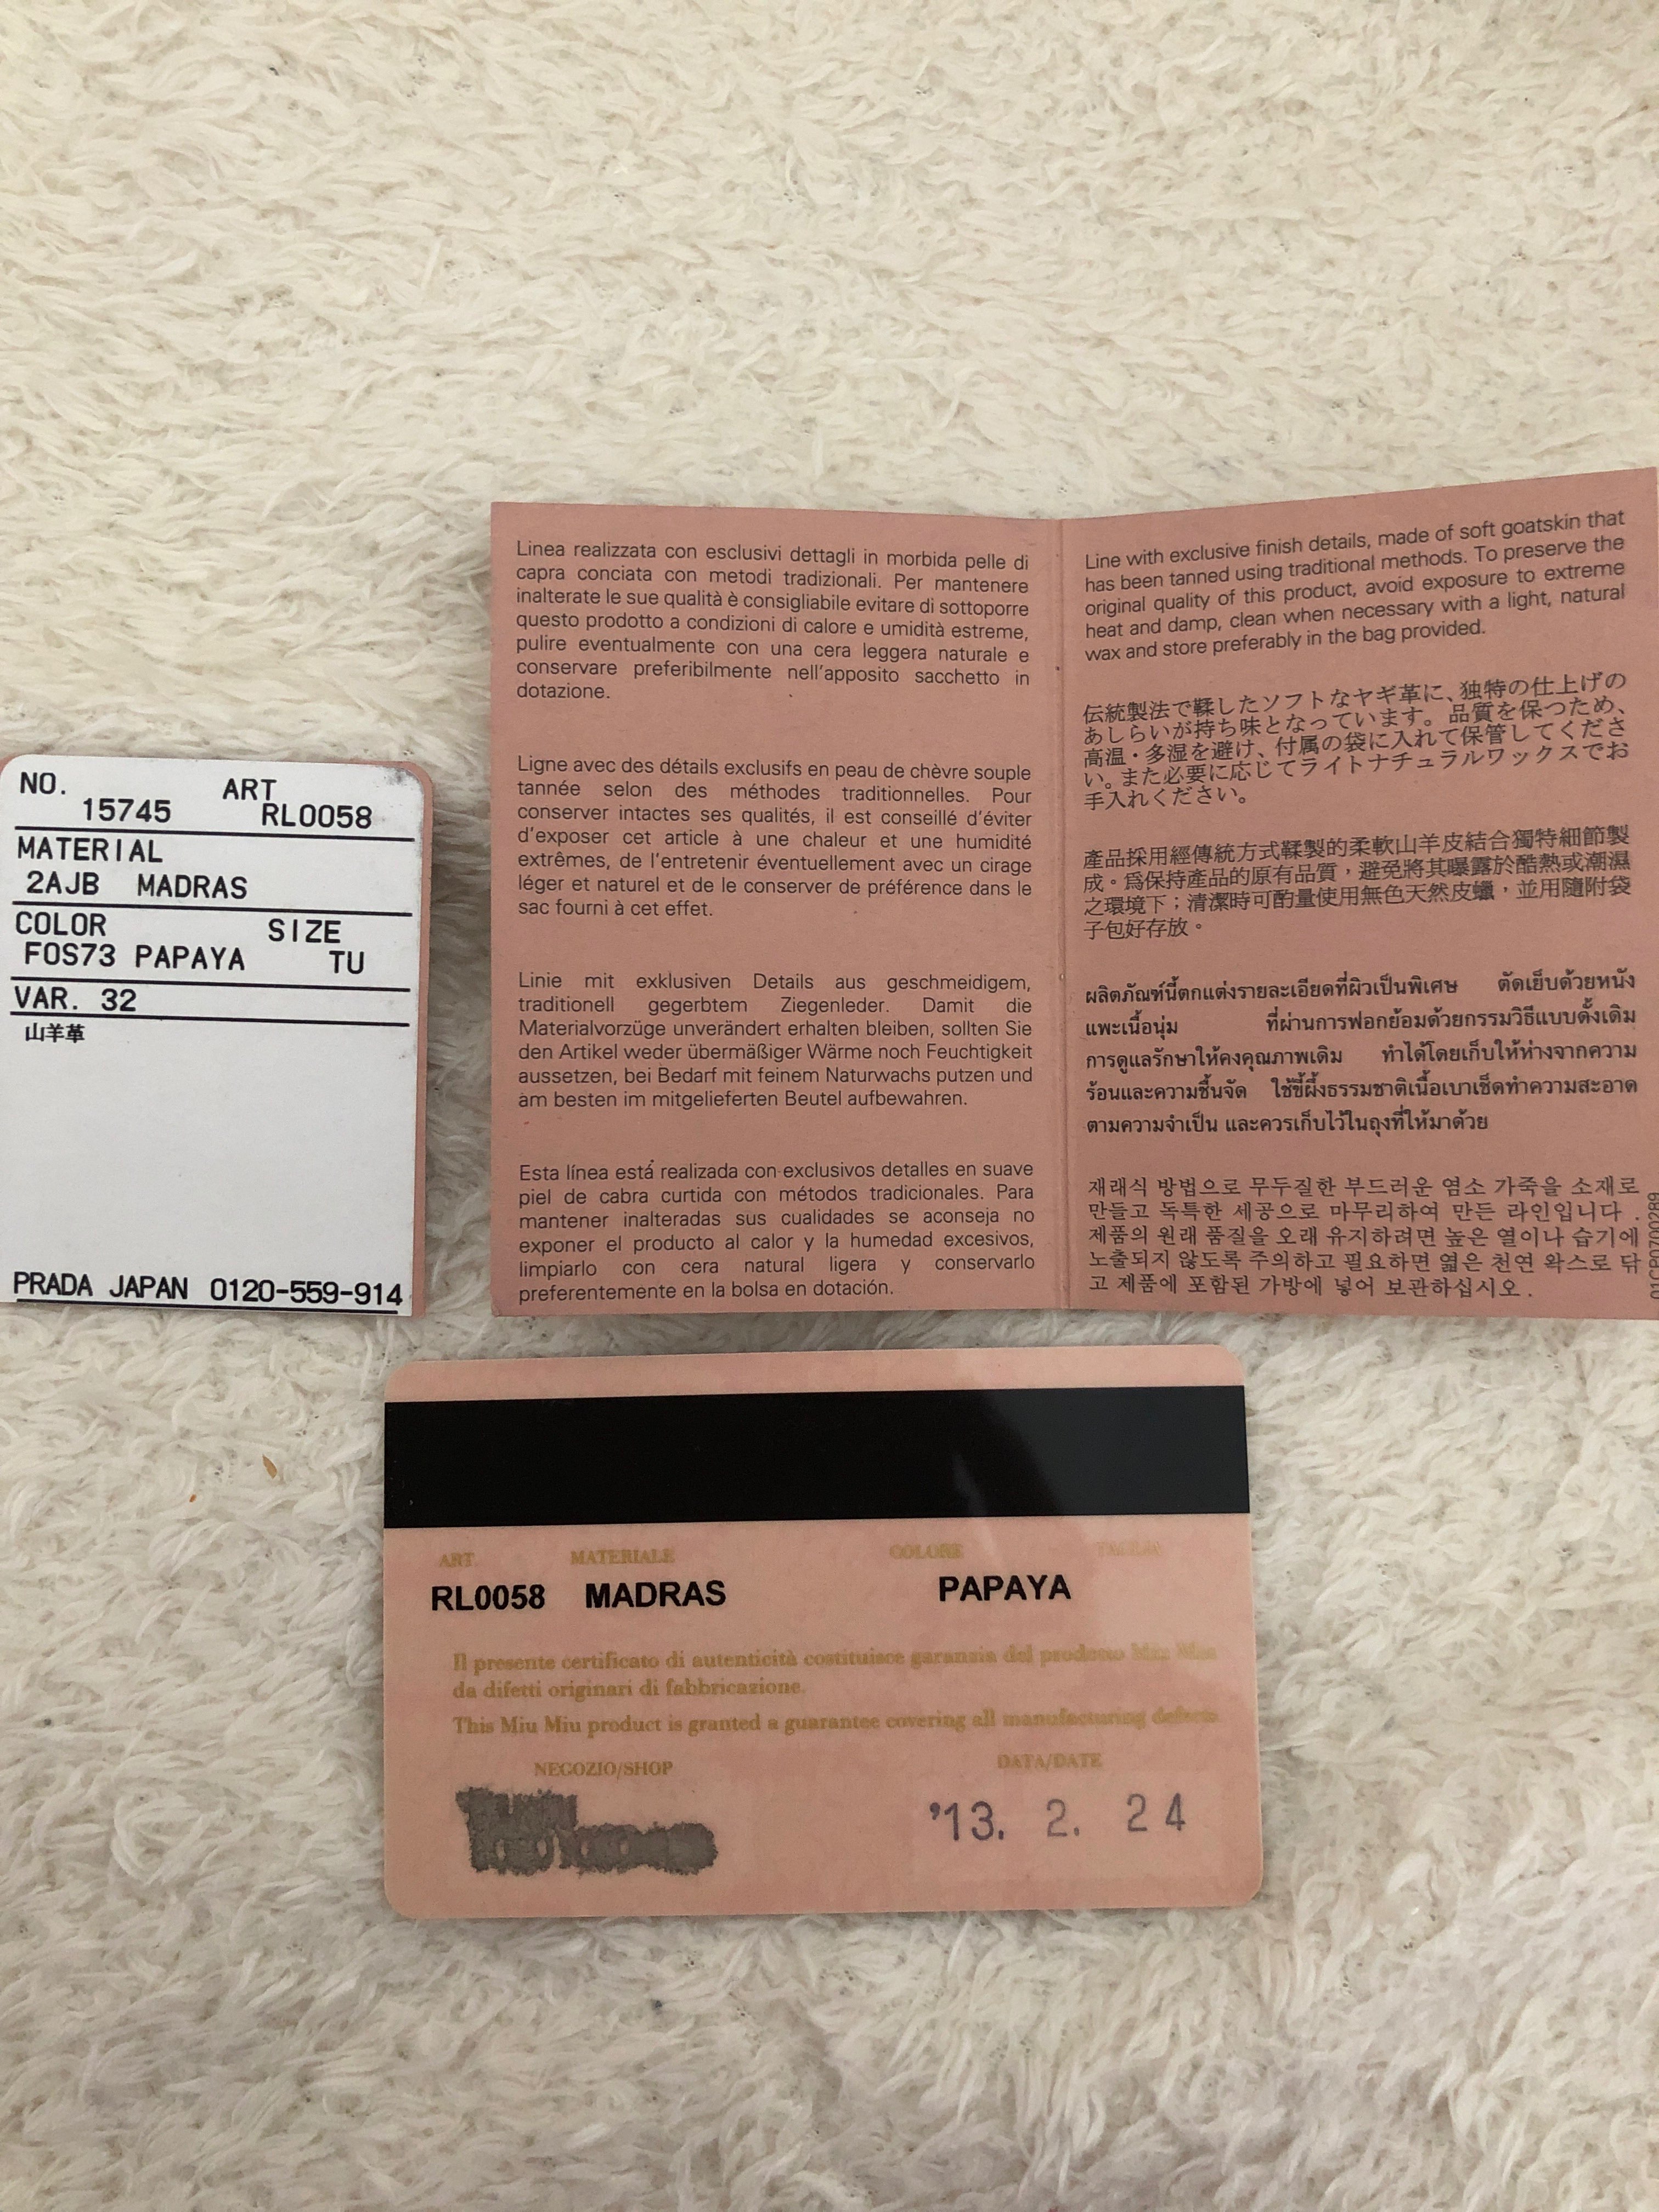 NO. ART
15745 RL0058
MATERIAL
2AJB MADRAS
COLOR SIZE
F0S73 PAPAYA TU
VAR. 32
山羊革
PRADA JAPAN 0120-559-914
Linea realizzata con esclusivi dettagli in morbida pelle di
capra conciata con metodi tradizionali. Per mantenere
inalterate le sue qualità è consigliabile evitare di sottoporre
questo prodotto a condizioni di calore e umidità estreme,
pulire eventualmente con una cera leggera naturale e
conservare preferibilmente nell'apposito sacchetto in
dotazione.
Ligne avec des détails exclusifs en peau de chèvre souple
tannée selon des méthodes traditionnelles. Pour
conserver intactes ses qualités, il est conseillé d'éviter
d'exposer cet article à une chaleur et une humidité
extrêmes, de l'entretenir éventuellement avec un cirage
léger et naturel et de le conserver de préférence dans le
sac fourni à cet effet.
Linie mit exklusiven Details aus geschmeidigem,
traditionell gegerbtem Ziegenleder. Damit die
Materialvorzüge unverändert erhalten bleiben, sollten Sie
den Artikel weder übermäßiger Wärme noch Feuchtigkeit
aussetzen, bei Bedarf mit feinem Naturwachs putzen und
am besten im mitgelieferten Beutel aufbewahren.
Esta línea está realizada con exclusivos detalles en suave
piel de cabra curtida con métodos tradicionales. Para
mantener inalteradas sus cualidades se aconseja no
exponer el producto al calor y la humedad excesivos,
limpiarlo con cera natural ligera y conservarlo
preferentemente en la bolsa en dotación.
Line with exclusive finish details, made of soft goatskin that
has been tanned using traditional methods. To preserve the
original quality of this product, avoid exposure to extreme
heat and damp, clean when necessary with a light, natural
wax and store preferably in the bag provided.
伝統製法で鞣したソフトなヤギ革に、独特の仕上げの
あしらいが持ち味となっています。品質を保つため、
高温・多湿を避け、付属の袋に入れて保管してくださ
い。また必要に応じてライトナチュラルワックスでお
手入れください。
產品採用經傳統方式鞣製的柔軟山羊皮結合獨特細節製
成。爲保持產品的原有品質，避免將其曝露於酷熱或潮濕
之環境下；清潔時可酌量使用無色天然皮蠟，並用隨附袋
子包好存放。
ผลิตภัณฑ์นี้ตกแต่งรายละเอียดที่ผิวเป็นพิเศษ ตัดเย็บด้วยหนัง
แพะเนื้อนุ่ม ที่ผ่านการฟอกย้อมด้วยกรรมวิธีแบบดั้งเดิม
การดูแลรักษาให้คงคุณภาพเดิม ทำได้โดยเก็บให้ห่างจากความ
ร้อนและความชื้นจัด ใช้ขี้ผึ้งธรรมชาติเนื้อเบาเช็ดทำความสะอาด
ตามความจำเป็น และควรเก็บไว้ในถุงที่ให้มาด้วย
재래식 방법으로 무두질한 부드러운 염소 가죽을 소재로
만들고 독특한 세공으로 마무리하여 만든 라인입니다 .
제품의 원래 품질을 오래 유지하려면 높은 열이나 습기에
노출되지 않도록 주의하고 필요하면 엷은 천연 왁스로 닦
고 제품에 포함된 가방에 넣어 보관하십시오 .
ART. MATERIALE COLORE TAGLIA
RL0058 MADRAS PAPAYA
Il presente certificato di autenticità costituisce garanzia del prodotto Miu Miu
da difetti originari di fabbricazione.
This Miu Miu product is granted a guarantee covering all manufacturing defects
NEGOZIO/SHOP DATA/DATE
'13. 2. 24